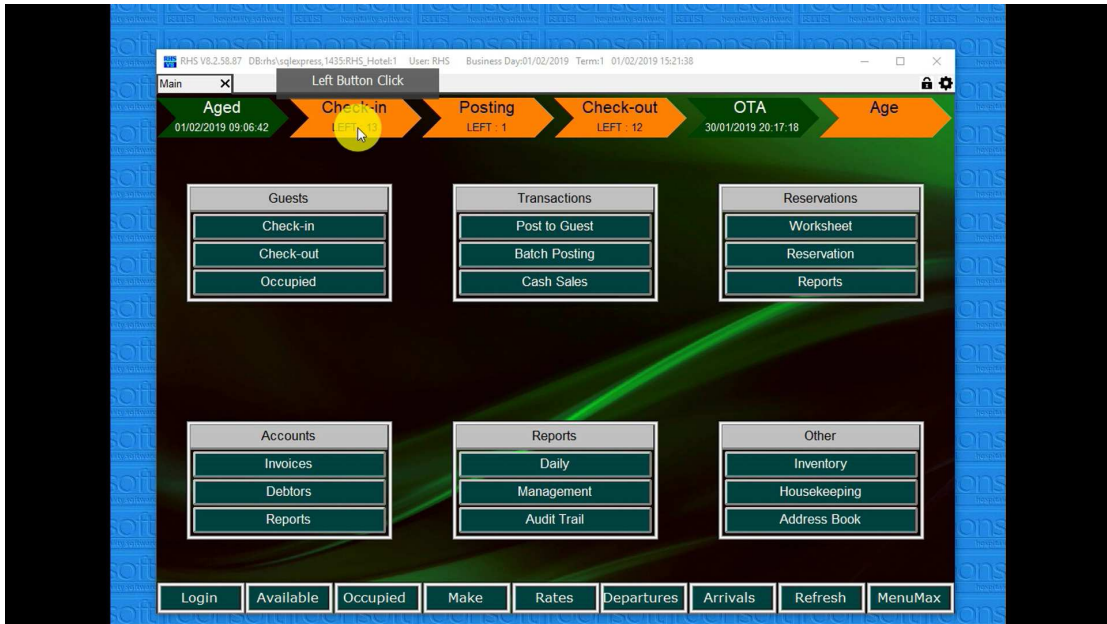 RHS V8.2.58.87 DB:rhs\sqlexpress,1435:RHS_Hotel:1 User: RHS Business Day:01/02/2019 Term:1 01/02/2019 15:21:38
Main X
Left Button Click
Aged Check-in Posting Check-out OTA Age
01/02/2019 09:06:42 LEFT : 13 LEFT : 1 LEFT : 12 30/01/2019 20:17:18
Guests Transactions Reservations
Check-in Post to Guest Worksheet
Check-out Batch Posting Reservation
Occupied Cash Sales Reports
Accounts Reports Other
Invoices Daily Inventory
Debtors Management Housekeeping
Reports Audit Trail Address Book
Login Available Occupied Make Rates Departures Arrivals Refresh MenuMax